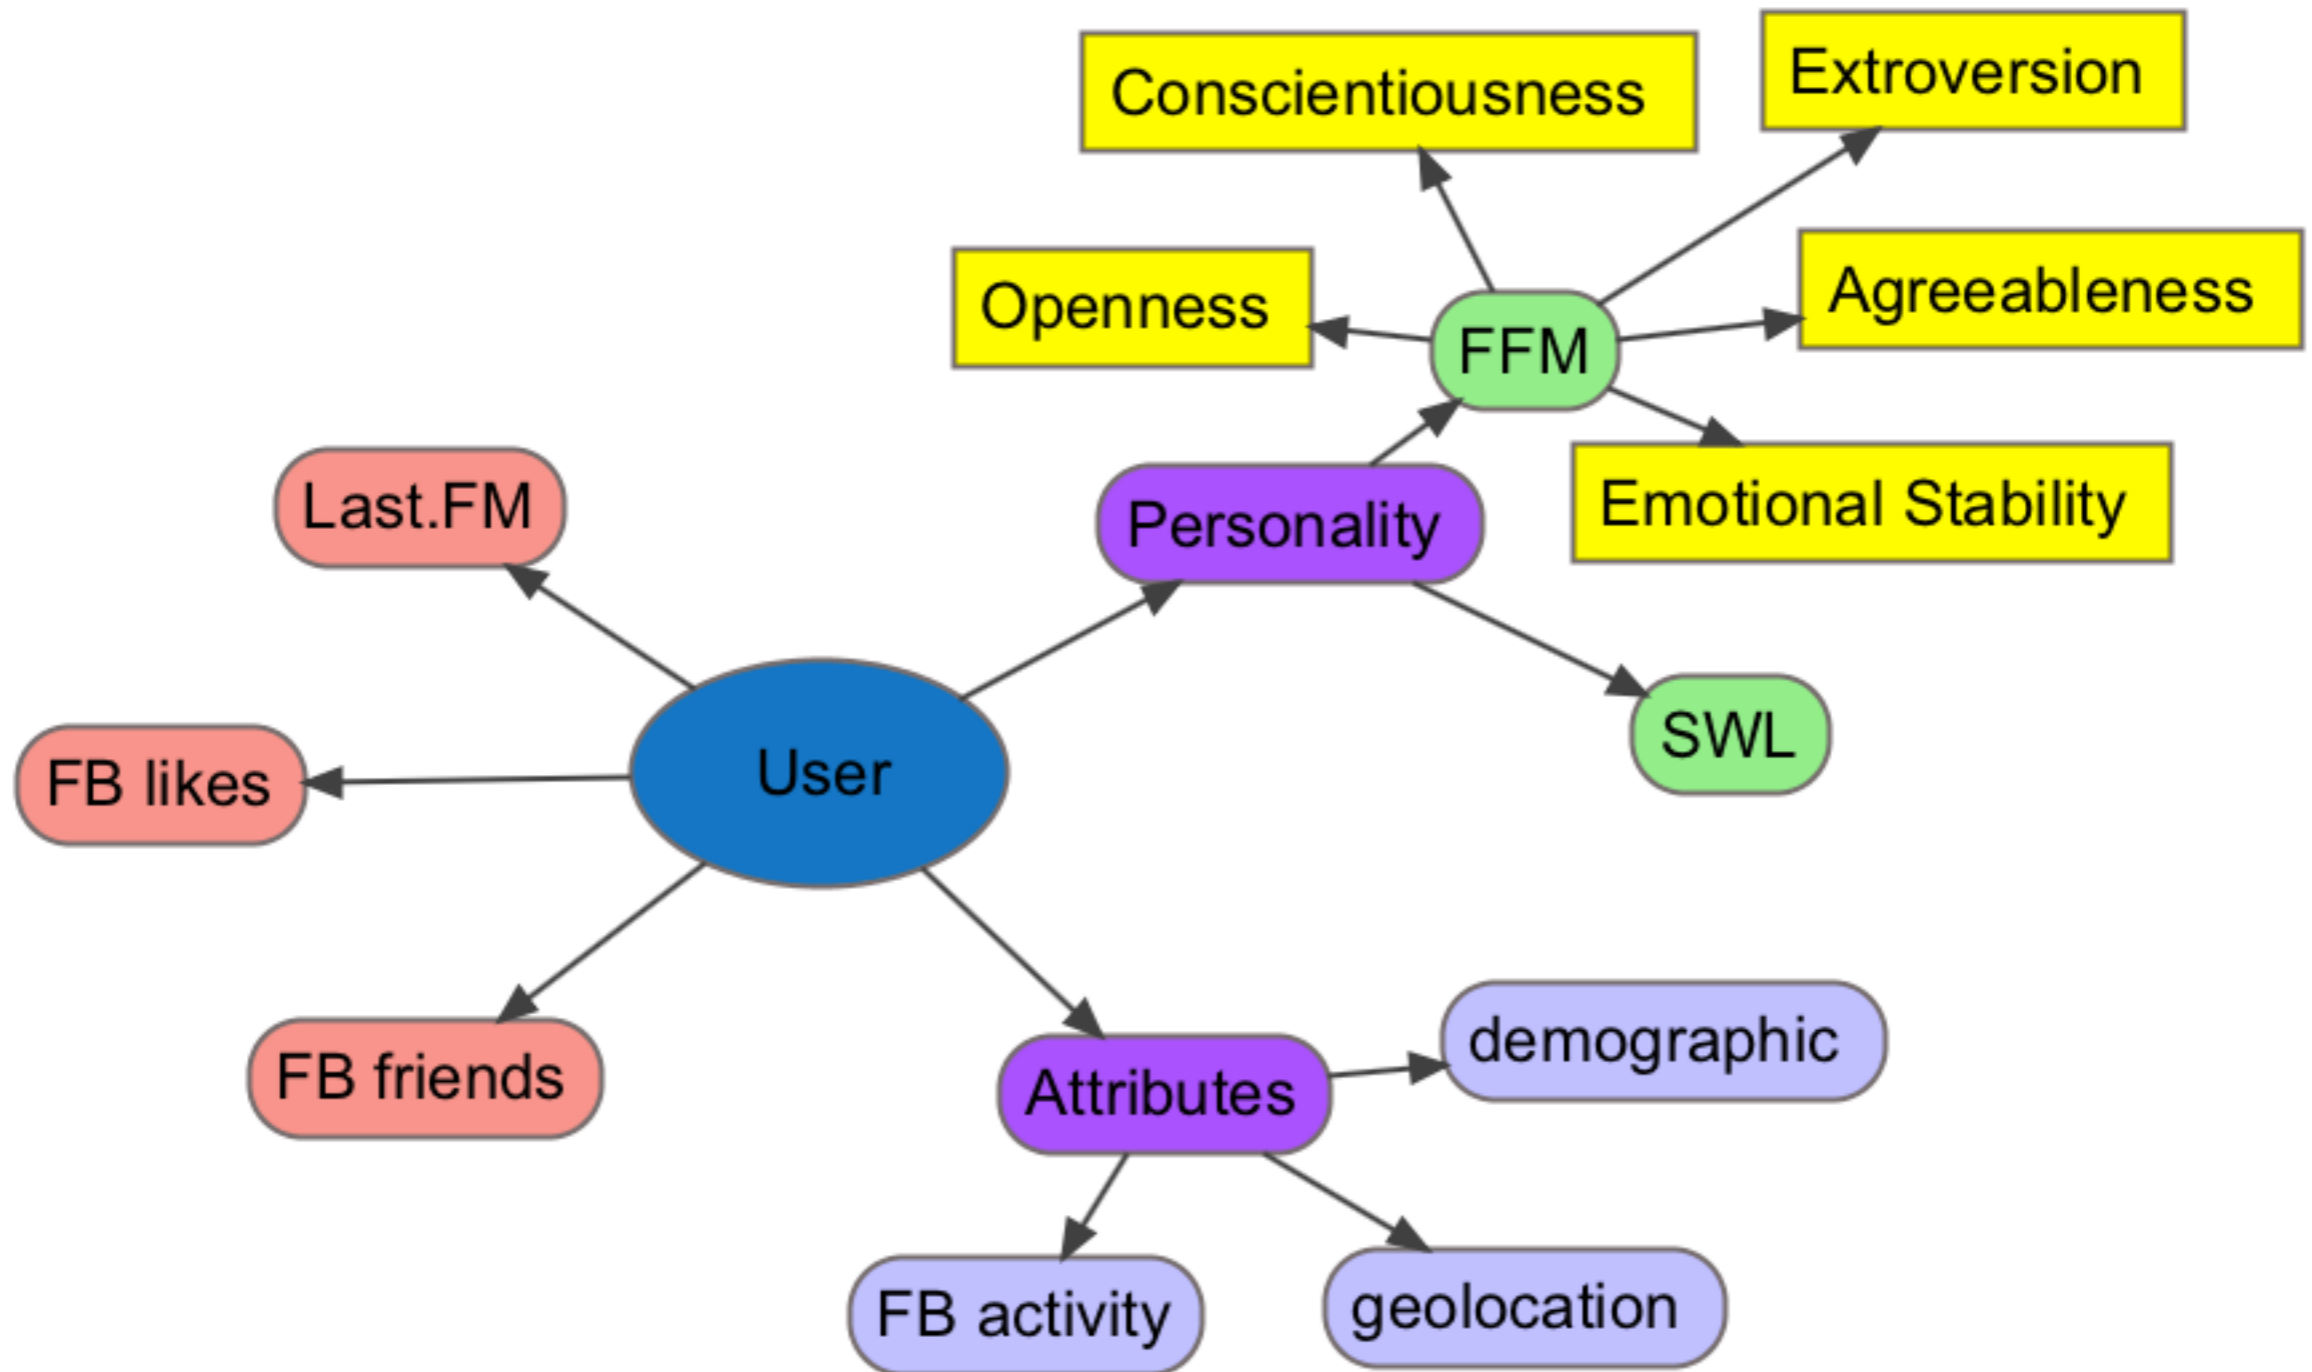 Extroversion
Conscientiousness
Agreeableness
Openness
FFM
Emotional Stability
Last.FM
Personality
SWL
User
FB likes
demographic
FB friends
Attributes
geolocation
FB activity